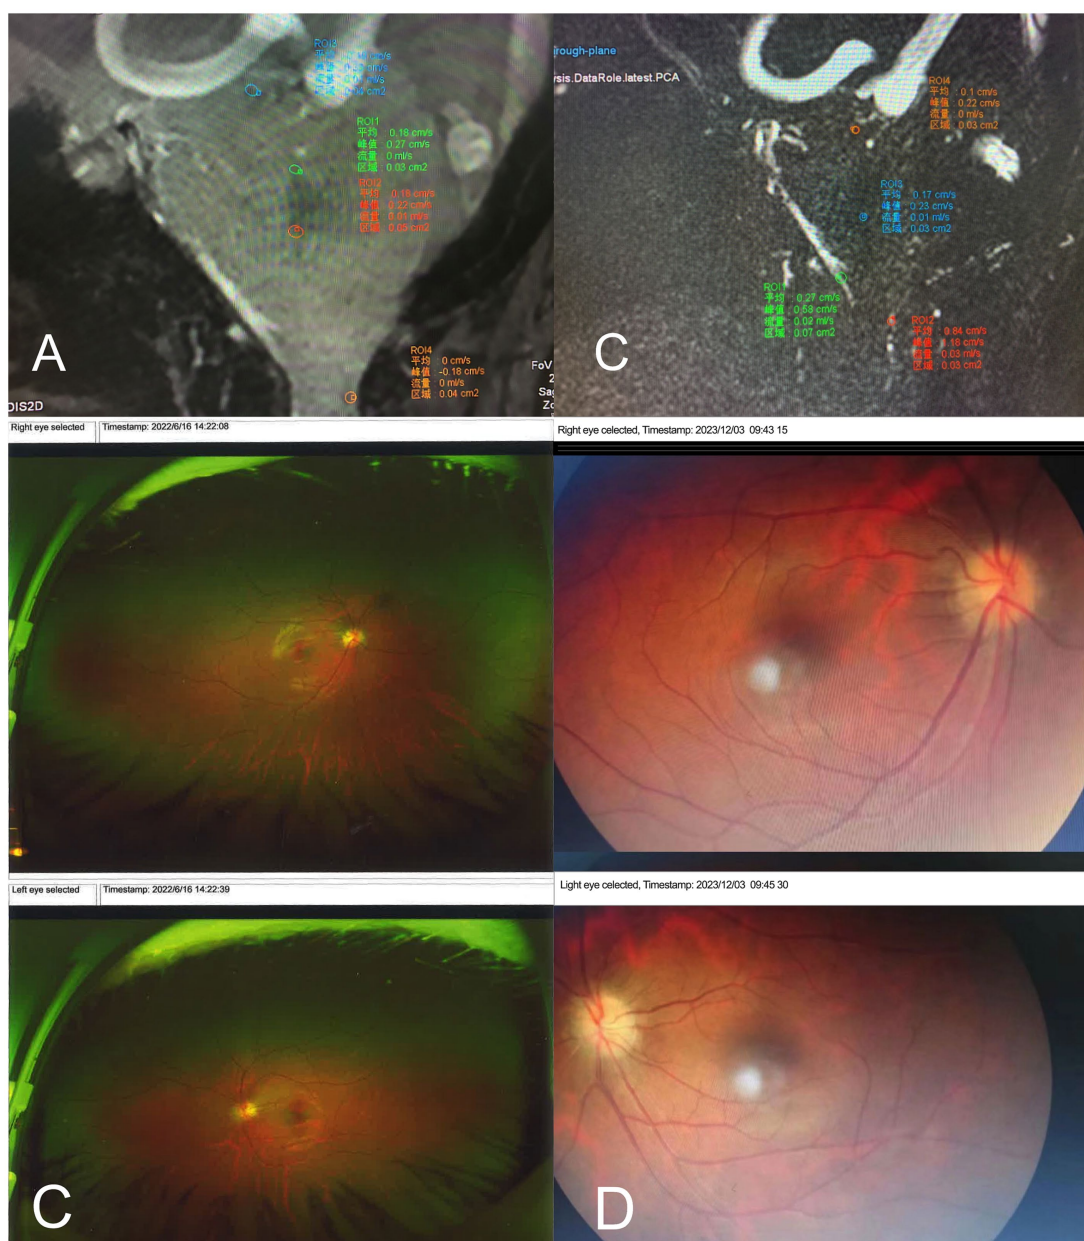 ROI3
ROI1
平均 : 0.16 cm/s
峰值 : 0.27 cm/s
流量 : 0 ml/s
区域 : 0.03 cm2
ROI2
平均 : 0.16 cm/s
峰值 : 0.22 cm/s
流量 : 0.01 ml/s
区域 : 0.05 cm2
ROI4
平均 : 0 cm/s
峰值 : -0.18 cm/s
流量 : 0 ml/s
区域 : 0.04 cm2
A
DIS2D
FoV
2
Sag
Zo
rough-plane
ysis.DataRole.latest.PCA
ROI4
平均 : 0.1 cm/s
峰值 : 0.22 cm/s
流量 : 0 ml/s
区域 : 0.03 cm2
ROI3
平均 : 0.17 cm/s
峰值 : 0.23 cm/s
流量 : 0.01 ml/s
区域 : 0.03 cm2
ROI1
平均 : 0.27 cm/s
峰值 : 0.58 cm/s
流量 : 0.02 ml/s
区域 : 0.07 cm2
ROI2
平均 : 0.84 cm/s
峰值 : 1.18 cm/s
流量 : 0.03 ml/s
区域 : 0.03 cm2
C
Right eye selected
Timestamp: 2022/6/16 14:22:08
Right eye celected, Timestamp: 2023/12/03 09:43 15
Left eye selected
Timestamp: 2022/6/16 14:22:39
Light eye celected, Timestamp: 2023/12/03 09:45 30
C
D